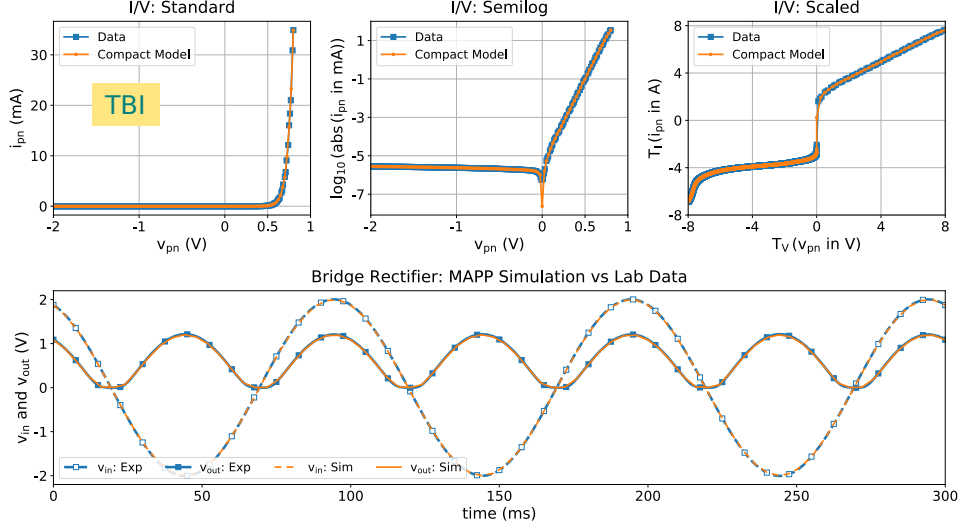 I/V: Standard
I/V: Semilog
I/V: Scaled
35
30
20
10
0
i_pn (mA)
Data
Compact Model
TBI
-2
-1
0
0.5
1
v_pn (V)
1
-1
-3
-5
-7
log_10 (abs (i_pn in mA))
Data
Compact Model
-2
-1
0
1
v_pn (V)
8
4
0
-4
-8
T_I (i_pn in A)
Data
Compact Model
-8
-4
0
4
8
T_V (v_pn in V)
Bridge Rectifier: MAPP Simulation vs Lab Data
2
1
0
-1
-2
v_in and v_out (V)
v_in: Exp
v_out: Exp
v_in: Sim
v_out: Sim
0
50
100
150
200
250
300
time (ms)